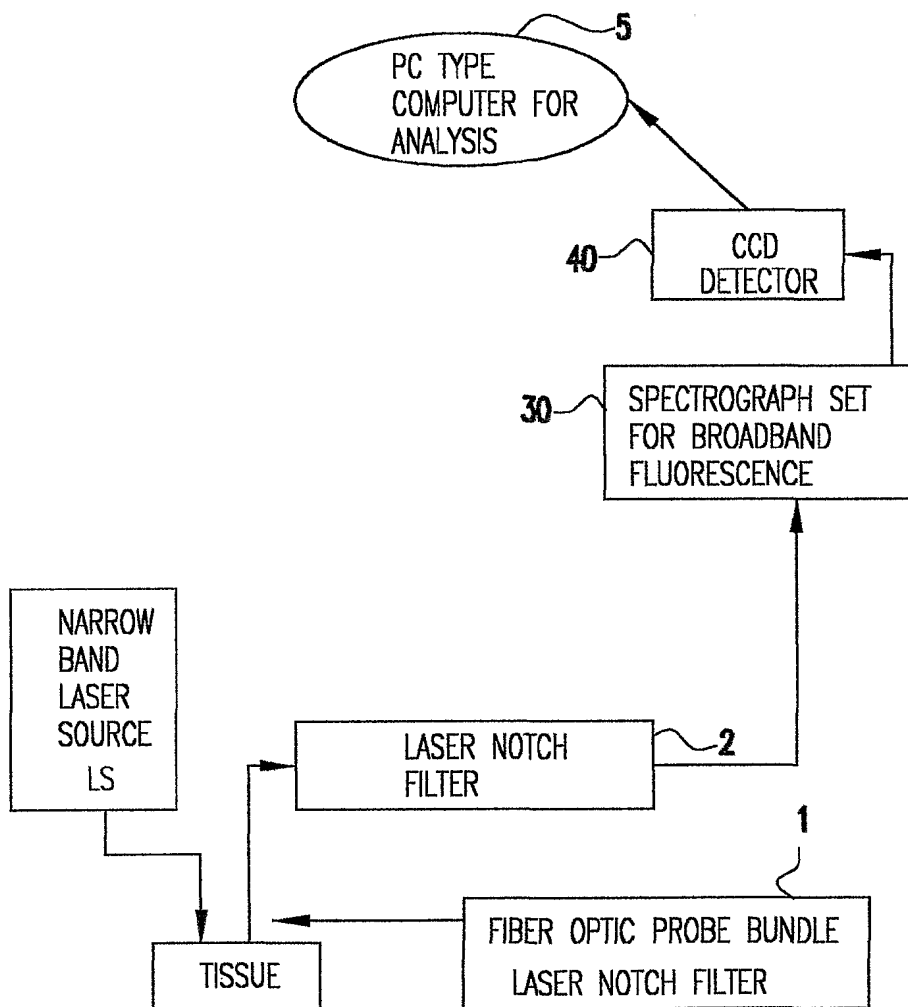 5
PC TYPE
COMPUTER FOR
ANALYSIS
40
CCD
DETECTOR
30
SPECTROGRAPH SET
FOR BROADBAND
FLUORESCENCE
NARROW
BAND
LASER
SOURCE
LS
LASER NOTCH
FILTER
2
1
FIBER OPTIC PROBE BUNDLE
LASER NOTCH FILTER
TISSUE